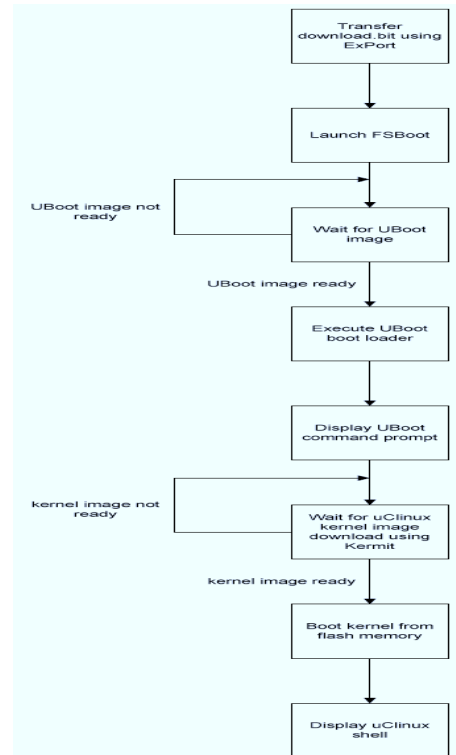 Transfer
download.bit using
ExPort
Launch FSBoot
UBoot image not
ready
Wait for UBoot
image
UBoot image ready
Execute UBoot
boot loader
Display UBoot
command prompt
kernel image not
ready
Wait for uClinux
kernel image
download using
Kermit
kernel image ready
Boot kernel from
flash memory
Display uClinux
shell